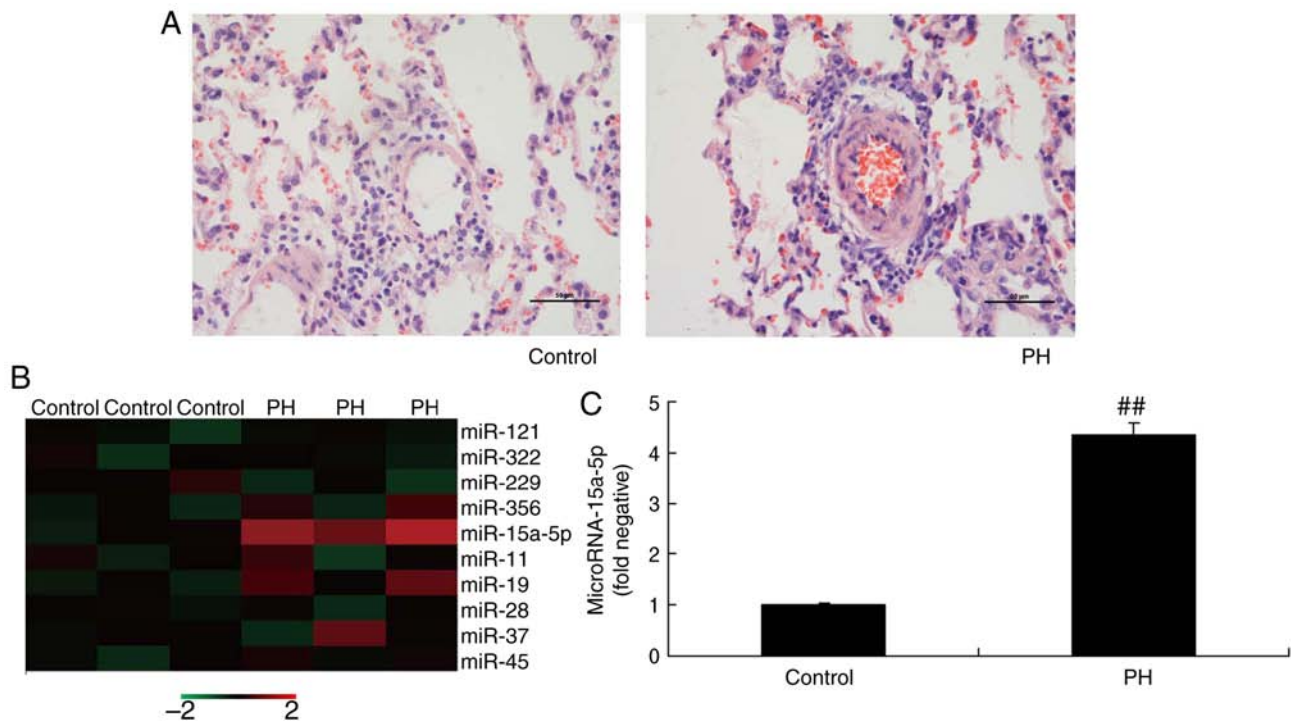 A
50 µm
Control
PH
B
Control Control Control PH PH PH
miR-121
miR-322
miR-229
miR-356
miR-15a-5p
miR-11
miR-19
miR-28
miR-37
miR-45
–2 2
C
MicroRNA-15a-5p
(fold negative)
5
4
3
2
1
0
##
Control PH